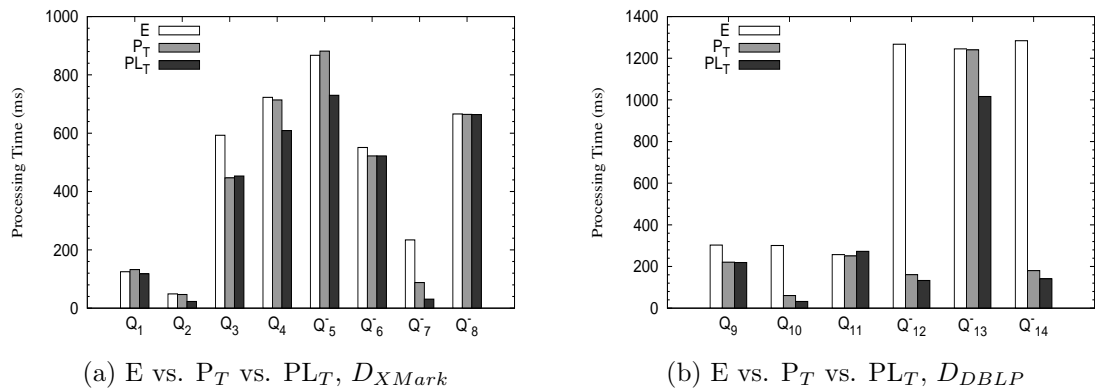 1000
800
600
400
200
0
Processing Time (ms)
E
P_T
PL_T
Q_1 Q_2 Q_3 Q_4 Q^-_5 Q^-_6 Q^-_7 Q^-_8
(a) E vs. P_T vs. PL_T, D_XMark
1400
1200
1000
800
600
400
200
0
Processing Time (ms)
E
P_T
PL_T
Q_9 Q_10 Q_11 Q^-_12 Q^-_13 Q^-_14
(b) E vs. P_T vs. PL_T, D_DBLP